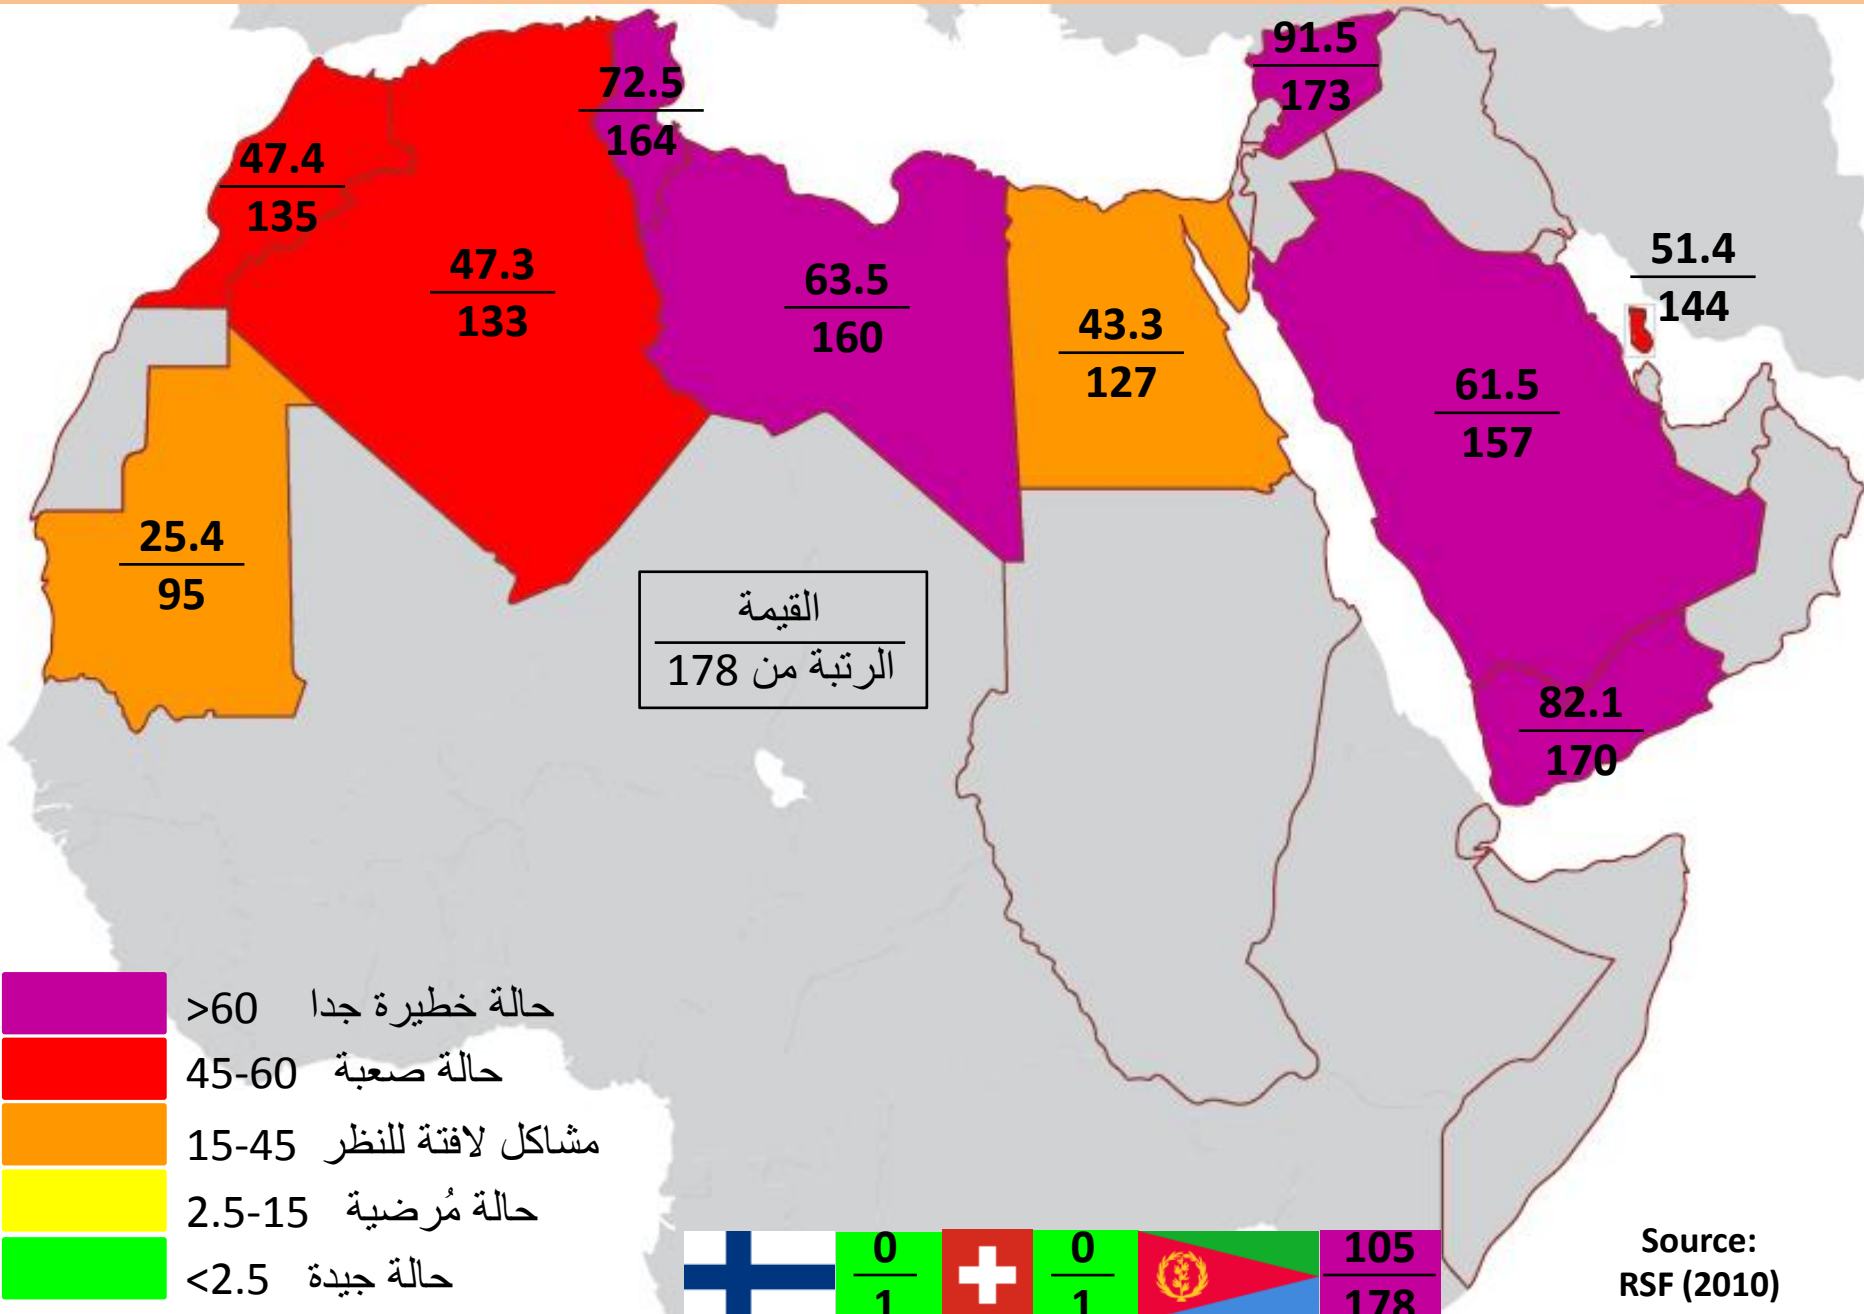 91.5
173
72.5
164
47.4
135
47.3
133
63.5
160
43.3
127
51.4
144
61.5
157
25.4
95
82.1
170
القيمة
الرتبة من 178
حالة خطيرة جدا >60
حالة صعبة 45-60
مشاكل لافتة للنظر 15-45
حالة مُرضية 2.5-15
حالة جيدة <2.5
0
1
0
1
105
178
Source:
RSF (2010)